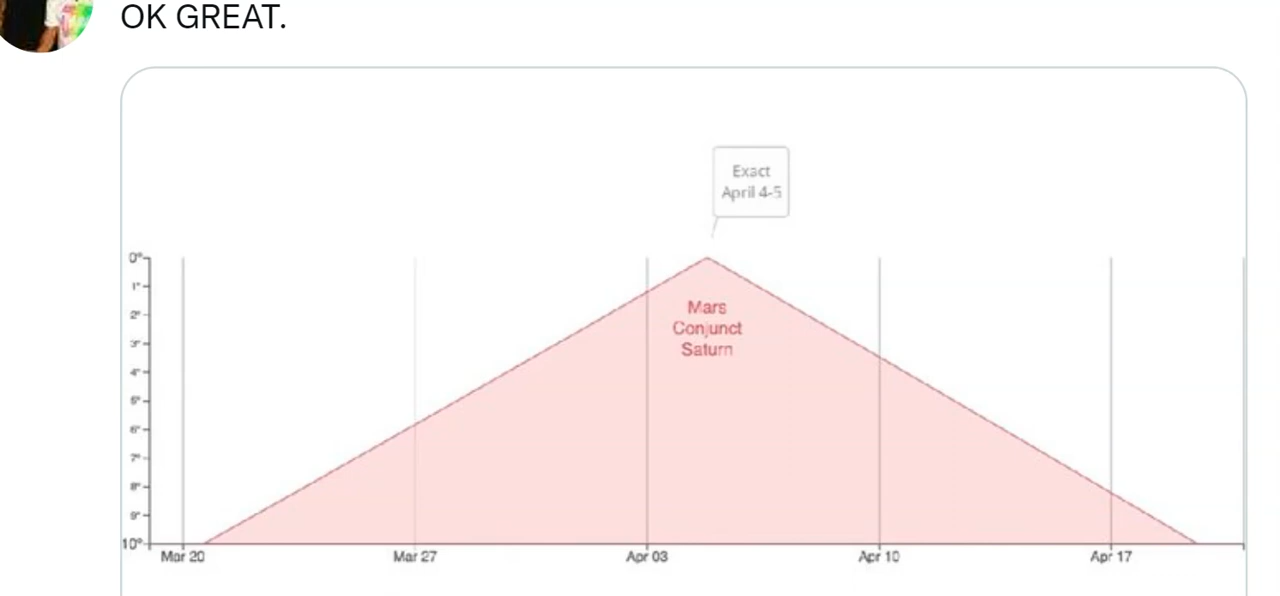 OK GREAT.
Exact
April 4-5
0°
1°
2°
3°
4°
5°
6°
7°
8°
9°
10°
Mars
Conjunct
Saturn
Mar 20 Mar 27 Apr 03 Apr 10 Apr 17